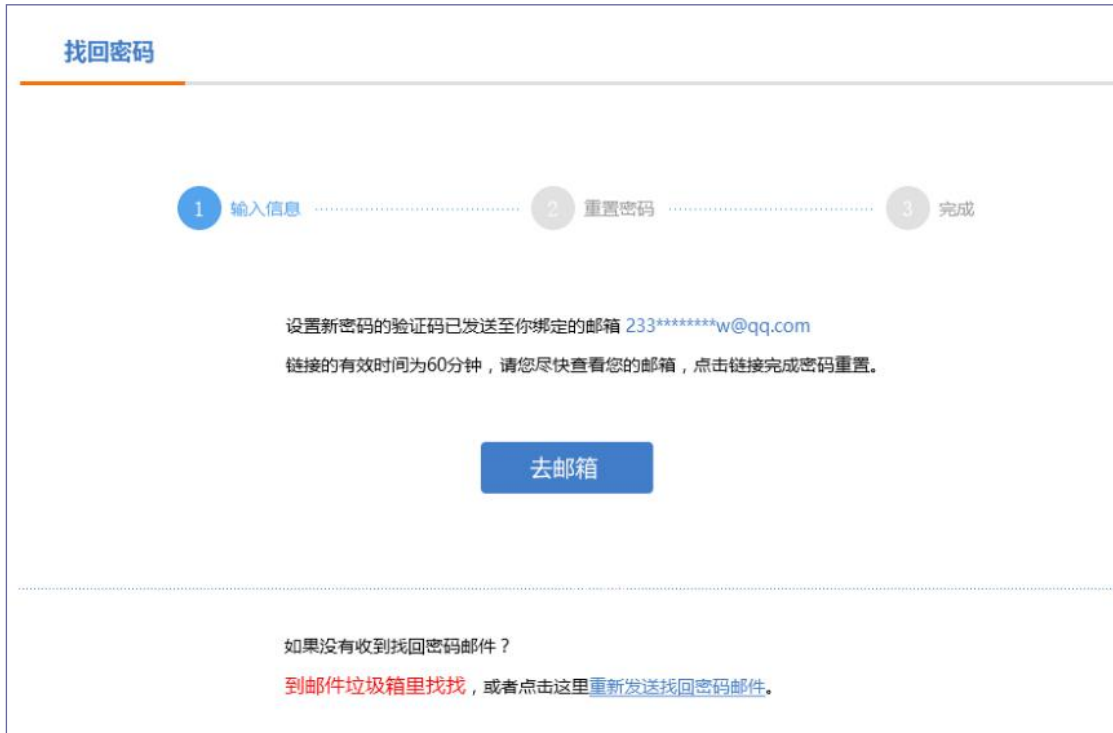 找回密码
1 输入信息 2 重置密码 3 完成
设置新密码的验证码已发送至你绑定的邮箱 233********w@qq.com
链接的有效时间为60分钟，请您尽快查看您的邮箱，点击链接完成密码重置。
去邮箱
如果没有收到找回密码邮件？
到邮件垃圾箱里找找，或者点击这里重新发送找回密码邮件。